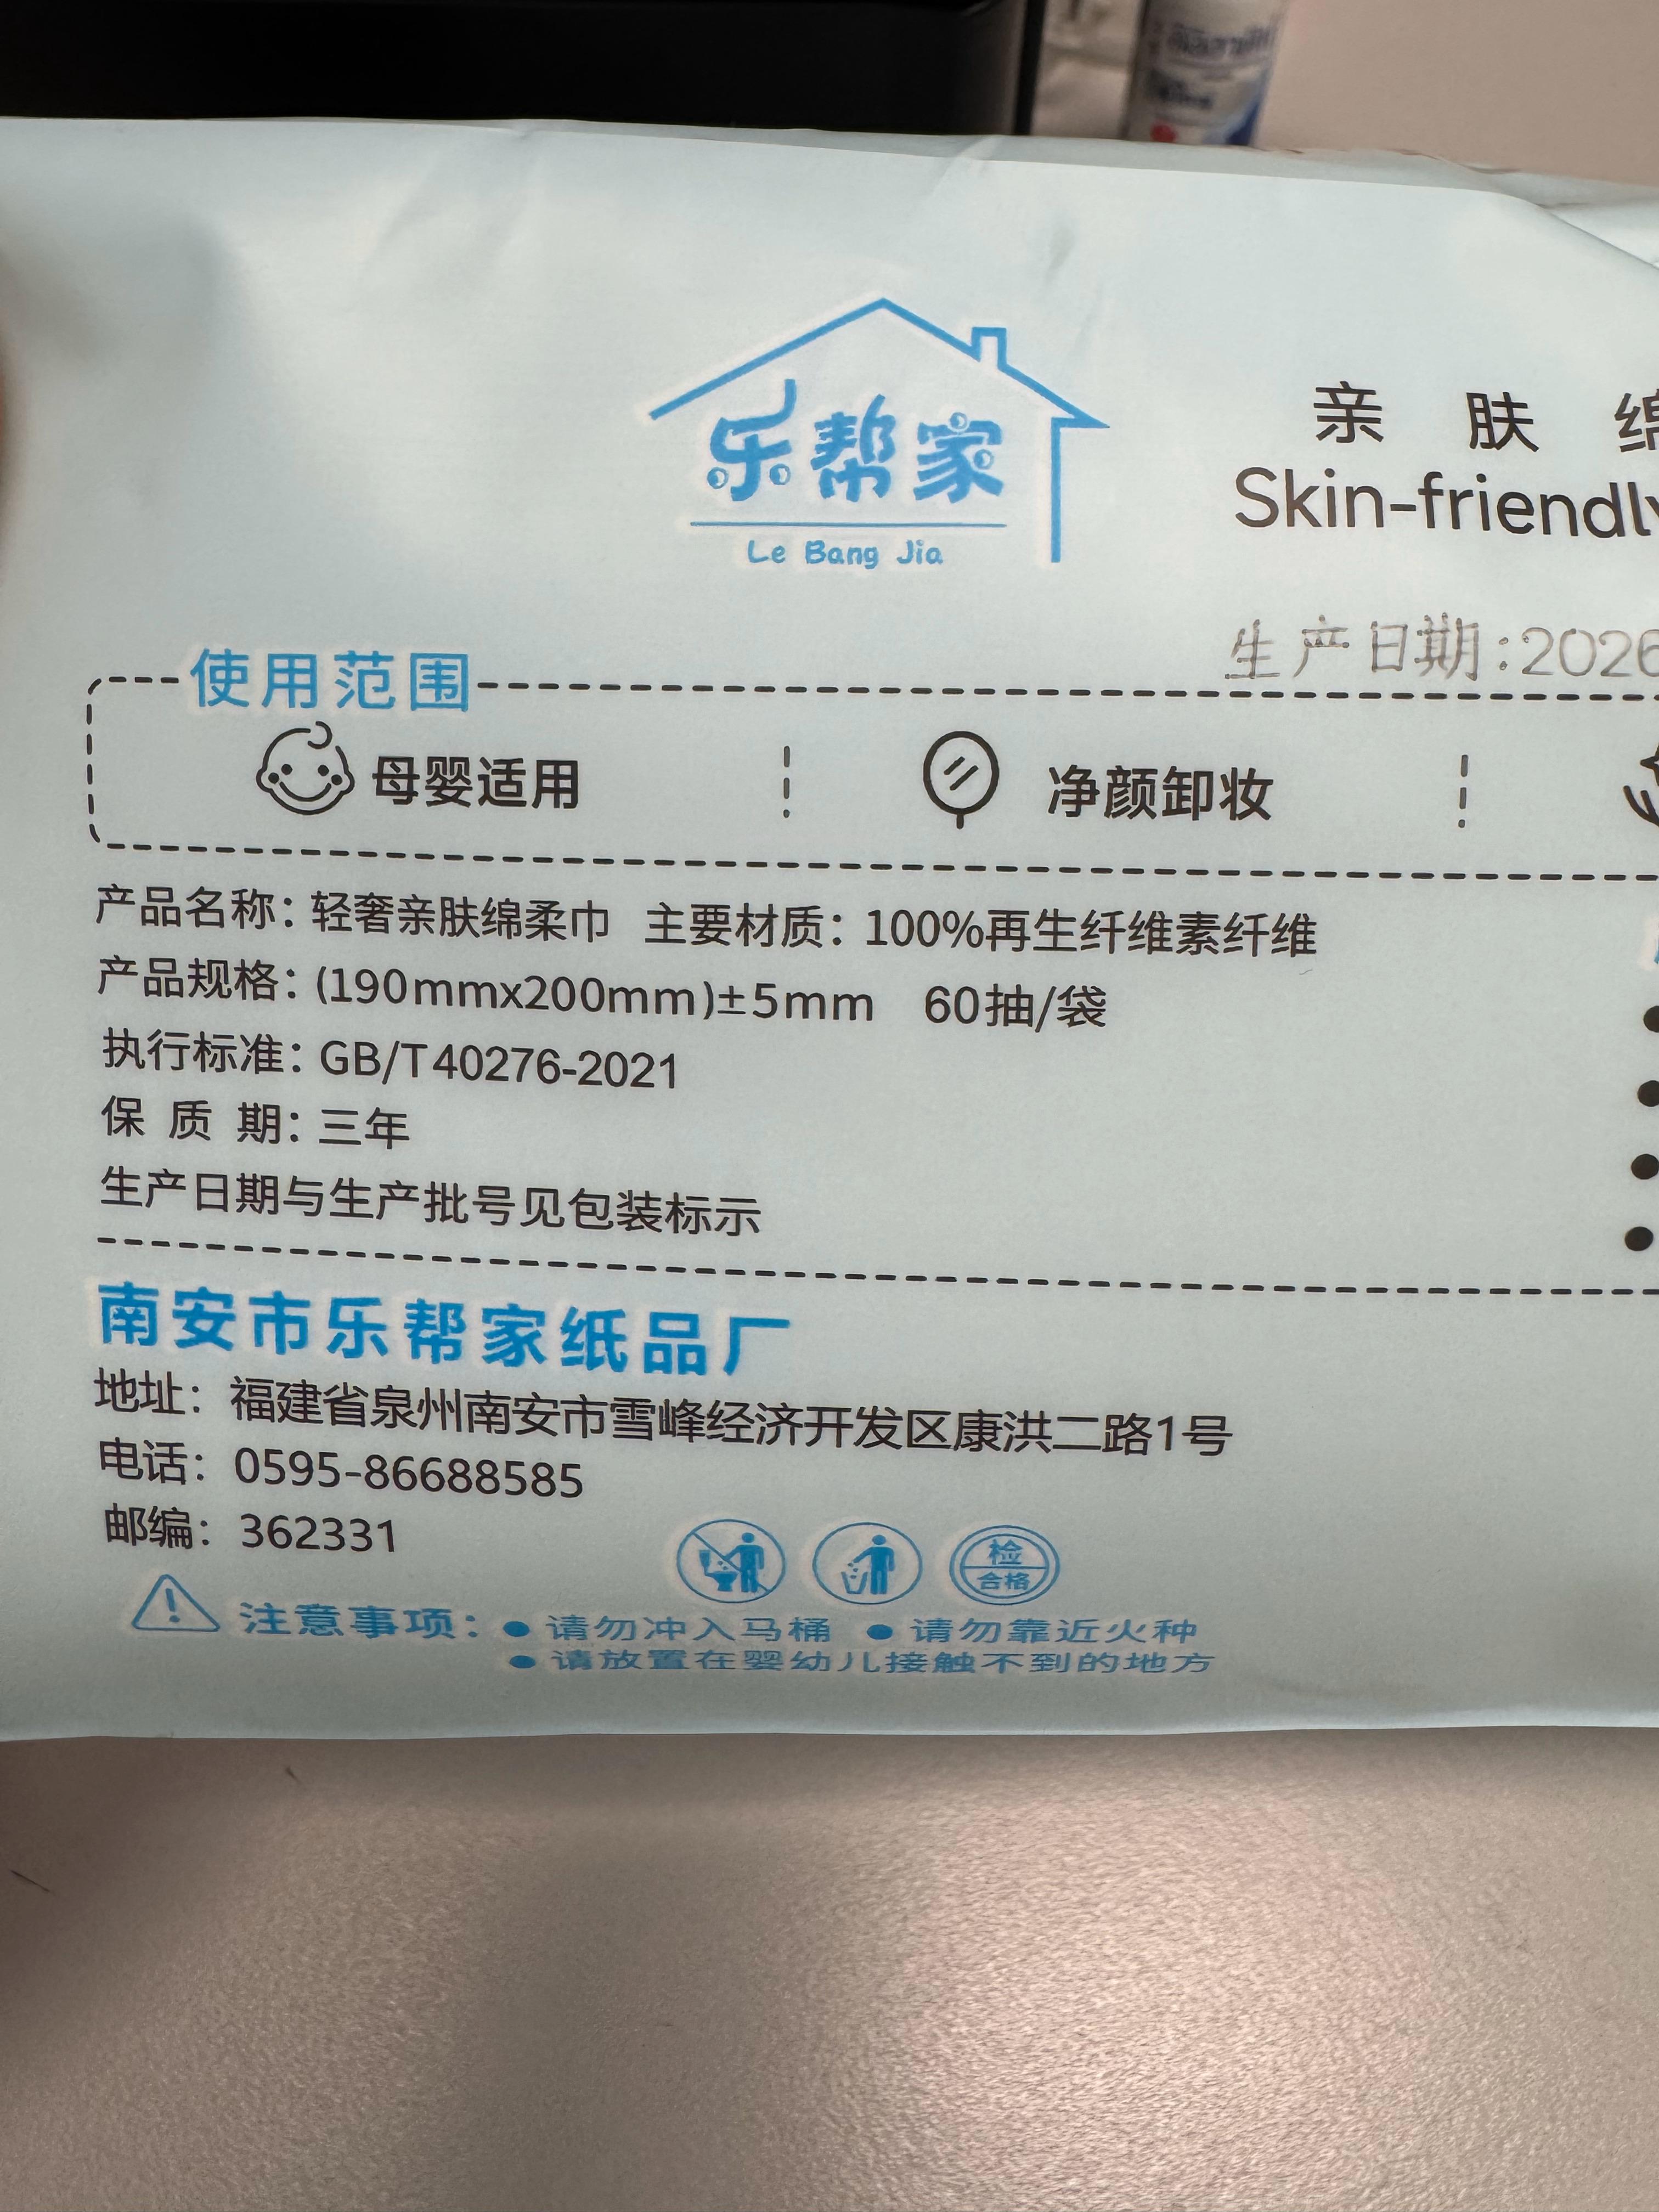 乐帮家
Le Bang Jia
亲肤绵
Skin-friendly
生产日期:2026
使用范围
母婴适用
净颜卸妆
产品名称：轻奢亲肤绵柔巾 主要材质：100%再生纤维素纤维
产品规格：(190mmx200mm)±5mm 60抽/袋
执行标准：GB/T40276-2021
保质期：三年
生产日期与生产批号见包装标示
南安市乐帮家纸品厂
地址：福建省泉州南安市雪峰经济开发区康洪二路1号
电话：0595-86688585
邮编：362331
检
合格
注意事项：●请勿冲入马桶 ●请勿靠近火种
●请放置在婴幼儿接触不到的地方